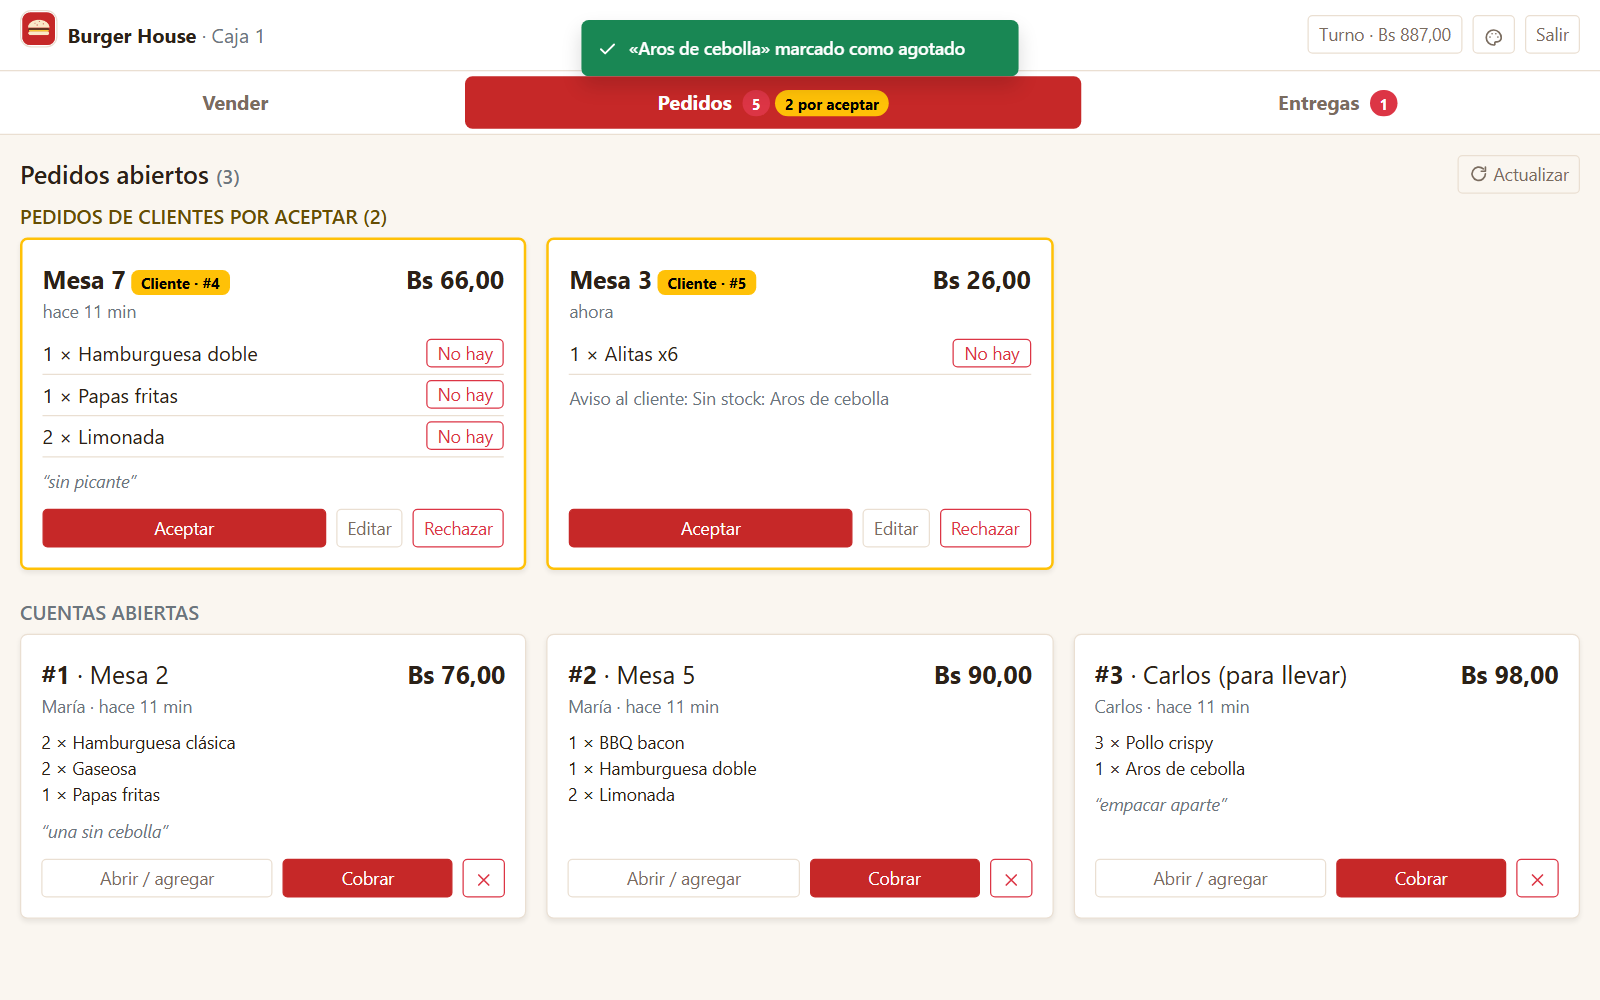 Burger House · Caja 1
«Aros de cebolla» marcado como agotado
Turno · Bs 887,00
Salir
Vender
Pedidos 5 2 por aceptar
Entregas 1
Pedidos abiertos (3)
Actualizar
PEDIDOS DE CLIENTES POR ACEPTAR (2)
Mesa 7 Cliente · #4 Bs 66,00
hace 11 min
1 × Hamburguesa doble No hay
1 × Papas fritas No hay
2 × Limonada No hay
“sin picante”
Aceptar Editar Rechazar
Mesa 3 Cliente · #5 Bs 26,00
ahora
1 × Alitas x6 No hay
Aviso al cliente: Sin stock: Aros de cebolla
Aceptar Editar Rechazar
CUENTAS ABIERTAS
#1 · Mesa 2 Bs 76,00
María · hace 11 min
2 × Hamburguesa clásica
2 × Gaseosa
1 × Papas fritas
“una sin cebolla”
Abrir / agregar Cobrar ×
#2 · Mesa 5 Bs 90,00
María · hace 11 min
1 × BBQ bacon
1 × Hamburguesa doble
2 × Limonada
Abrir / agregar Cobrar ×
#3 · Carlos (para llevar) Bs 98,00
Carlos · hace 11 min
3 × Pollo crispy
1 × Aros de cebolla
“empacar aparte”
Abrir / agregar Cobrar ×